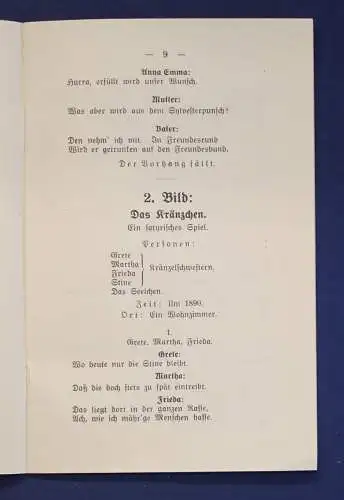 — 9 —
Anna Emma:
Hurra, erfüllt wird unser Wunsch.
Mutter:
Was aber wird aus dem Sylvesterpunsch?
Vater:
Den nehm' ich mit. In Freundesrund
Wird er getrunken auf den Freundesbund.
Der Vorhang fällt.
2. Bild:
Das Kränzchen.
Ein satyrisches Spiel.
Personen:
Grete
Martha
Frieda
Stine
Kränzelschwestern.
Das Seelchen.
Zeit: Um 1890.
Ort: Ein Wohnzimmer.
1.
Grete, Martha, Frieda.
Grete:
Wo heute nur die Stine bleibt.
Martha:
Daß die doch stets zu spät eintreibt.
Frieda:
Das liegt dort in der ganzen Rasse,
Ach, wie ich mähr'ge Menschen hasse.